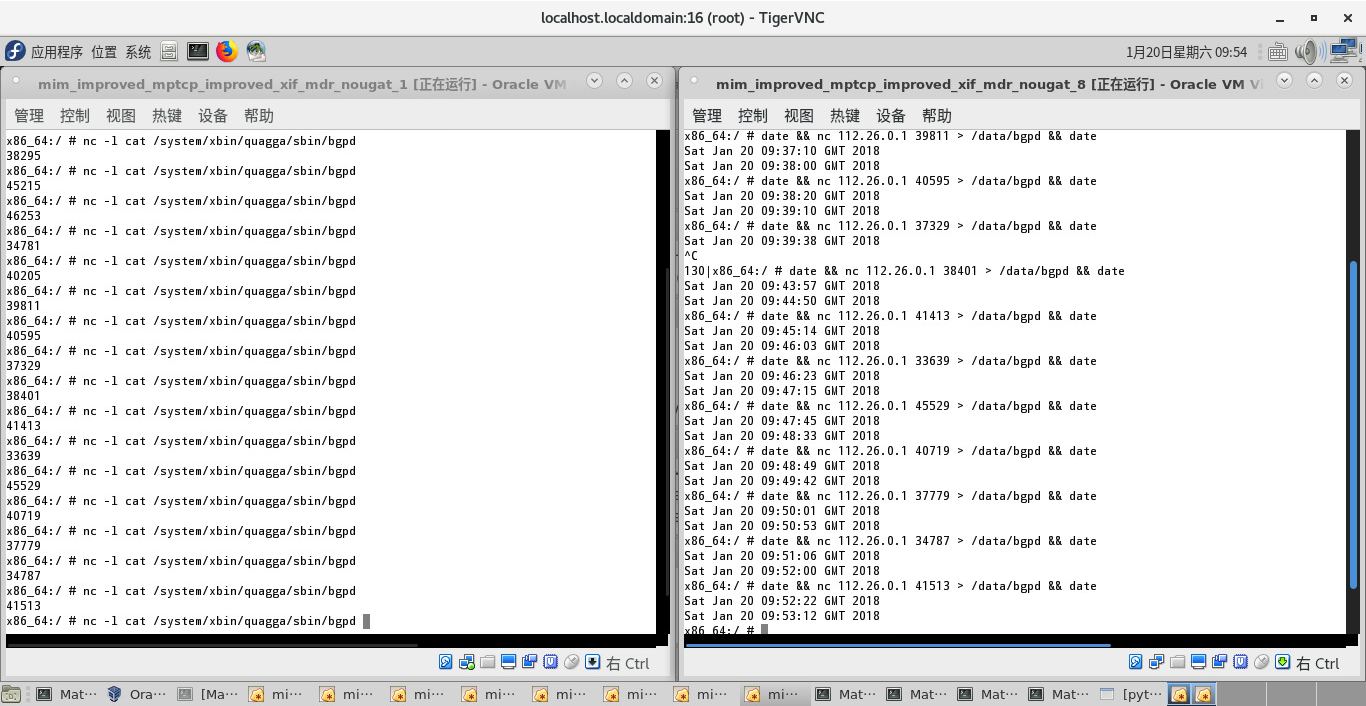 localhost.localdomain:16 (root) - TigerVNC
应用程序 位置 系统
1月20日星期六 09:54
mim_improved_mptcp_improved_xif_mdr_nougat_1 [正在运行] - Oracle VM
管理 控制 视图 热键 设备 帮助
x86_64:/ # nc -l cat /system/xbin/quagga/sbin/bgpd
38295
x86_64:/ # nc -l cat /system/xbin/quagga/sbin/bgpd
45215
x86_64:/ # nc -l cat /system/xbin/quagga/sbin/bgpd
46253
x86_64:/ # nc -l cat /system/xbin/quagga/sbin/bgpd
34781
x86_64:/ # nc -l cat /system/xbin/quagga/sbin/bgpd
40205
x86_64:/ # nc -l cat /system/xbin/quagga/sbin/bgpd
39811
x86_64:/ # nc -l cat /system/xbin/quagga/sbin/bgpd
40595
x86_64:/ # nc -l cat /system/xbin/quagga/sbin/bgpd
37329
x86_64:/ # nc -l cat /system/xbin/quagga/sbin/bgpd
38401
x86_64:/ # nc -l cat /system/xbin/quagga/sbin/bgpd
41413
x86_64:/ # nc -l cat /system/xbin/quagga/sbin/bgpd
33639
x86_64:/ # nc -l cat /system/xbin/quagga/sbin/bgpd
45529
x86_64:/ # nc -l cat /system/xbin/quagga/sbin/bgpd
40719
x86_64:/ # nc -l cat /system/xbin/quagga/sbin/bgpd
37779
x86_64:/ # nc -l cat /system/xbin/quagga/sbin/bgpd
34787
x86_64:/ # nc -l cat /system/xbin/quagga/sbin/bgpd
41513
x86_64:/ # nc -l cat /system/xbin/quagga/sbin/bgpd
右 Ctrl
mim_improved_mptcp_improved_xif_mdr_nougat_8 [正在运行] - Oracle VM Vi
管理 控制 视图 热键 设备 帮助
x86_64:/ # date && nc 112.26.0.1 39811 > /data/bgpd && date
Sat Jan 20 09:37:10 GMT 2018
Sat Jan 20 09:38:00 GMT 2018
x86_64:/ # date && nc 112.26.0.1 40595 > /data/bgpd && date
Sat Jan 20 09:38:20 GMT 2018
Sat Jan 20 09:39:10 GMT 2018
x86_64:/ # date && nc 112.26.0.1 37329 > /data/bgpd && date
Sat Jan 20 09:39:38 GMT 2018
^C
130|x86_64:/ # date && nc 112.26.0.1 38401 > /data/bgpd && date
Sat Jan 20 09:43:57 GMT 2018
Sat Jan 20 09:44:50 GMT 2018
x86_64:/ # date && nc 112.26.0.1 41413 > /data/bgpd && date
Sat Jan 20 09:45:14 GMT 2018
Sat Jan 20 09:46:03 GMT 2018
x86_64:/ # date && nc 112.26.0.1 33639 > /data/bgpd && date
Sat Jan 20 09:46:23 GMT 2018
Sat Jan 20 09:47:15 GMT 2018
x86_64:/ # date && nc 112.26.0.1 45529 > /data/bgpd && date
Sat Jan 20 09:47:45 GMT 2018
Sat Jan 20 09:48:33 GMT 2018
x86_64:/ # date && nc 112.26.0.1 40719 > /data/bgpd && date
Sat Jan 20 09:48:49 GMT 2018
Sat Jan 20 09:49:42 GMT 2018
x86_64:/ # date && nc 112.26.0.1 37779 > /data/bgpd && date
Sat Jan 20 09:50:01 GMT 2018
Sat Jan 20 09:50:53 GMT 2018
x86_64:/ # date && nc 112.26.0.1 34787 > /data/bgpd && date
Sat Jan 20 09:51:06 GMT 2018
Sat Jan 20 09:52:00 GMT 2018
x86_64:/ # date && nc 112.26.0.1 41513 > /data/bgpd && date
Sat Jan 20 09:52:22 GMT 2018
Sat Jan 20 09:53:12 GMT 2018
x86_64:/ #
右 Ctrl
Mat··· Ora··· [Ma··· mi··· mi··· mi··· mi··· mi··· mi··· mi··· mi··· Mat··· Mat··· Mat··· Mat··· [pyt···